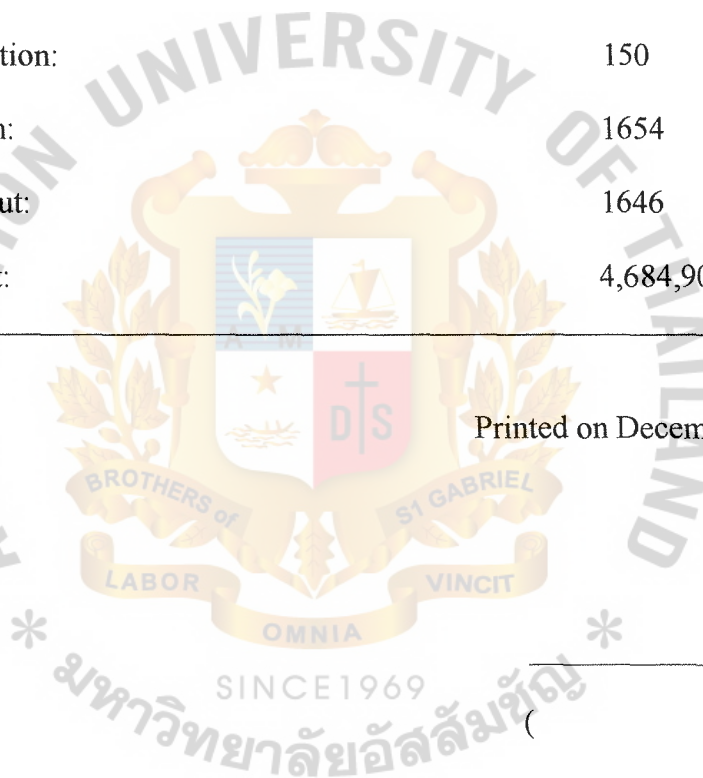 tion: 150
n: 1654
ut: 1646
t: 4,684,90
Printed on Decem
(
UNIVERSITY OF THAILAND
ON
A M
D S
BROTHERS of ST GABRIEL
LABOR OMNIA VINCIT
SINCE1969
มหาวิทยาลัยอัสสัมชัญ